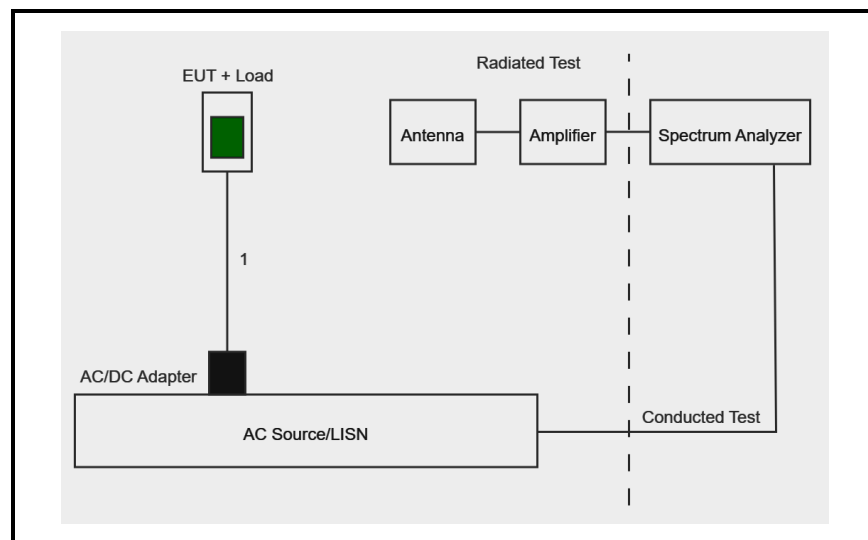 Radiated Test
EUT + Load
Antenna
Amplifier
Spectrum Analyzer
1
AC/DC Adapter
Conducted Test
AC Source/LISN